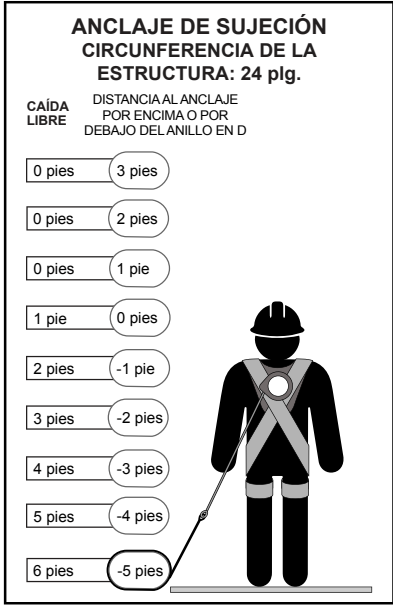 ANCLAJE DE SUJECIÓN
CIRCUNFERENCIA DE LA
ESTRUCTURA: 24 plg.
CAÍDA
LIBRE
DISTANCIA AL ANCLAJE
POR ENCIMA O POR
DEBAJO DEL ANILLO EN D
0 pies 3 pies
0 pies 2 pies
0 pies 1 pie
1 pie 0 pies
2 pies -1 pie
3 pies -2 pies
4 pies -3 pies
5 pies -4 pies
6 pies -5 pies